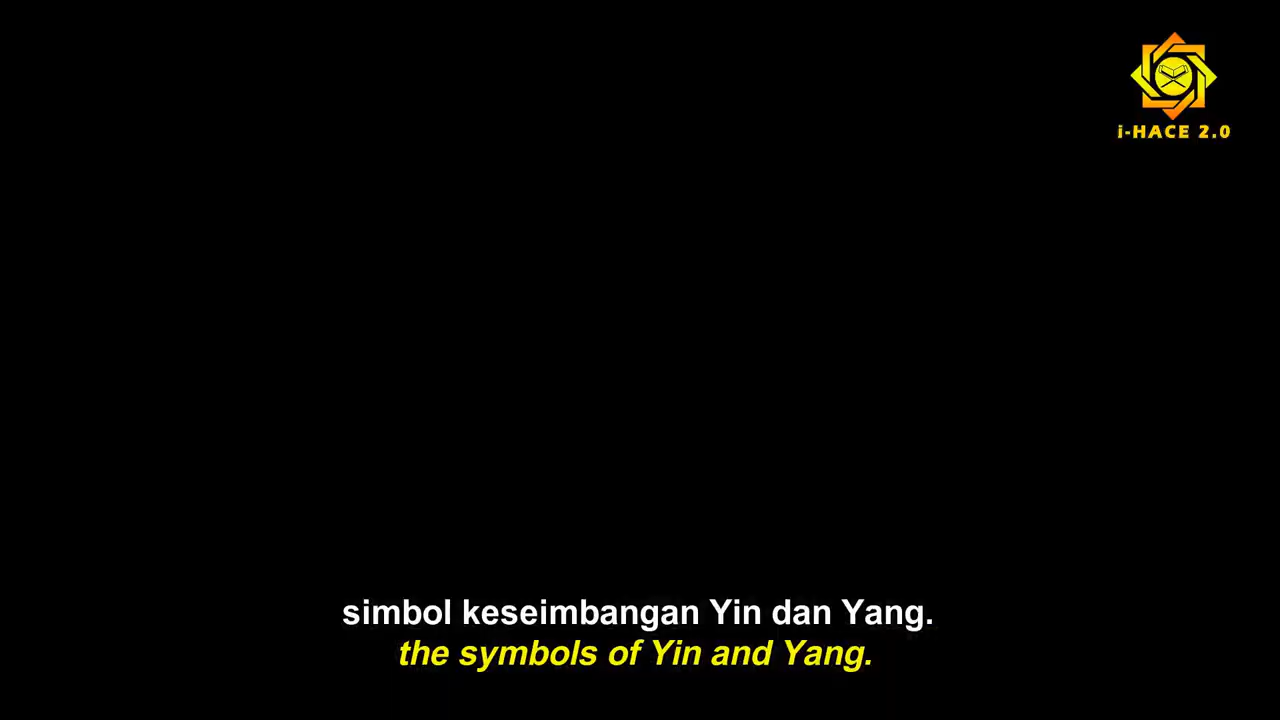 i-HACE 2.0
simbol keseimbangan Yin dan Yang.
the symbols of Yin and Yang.